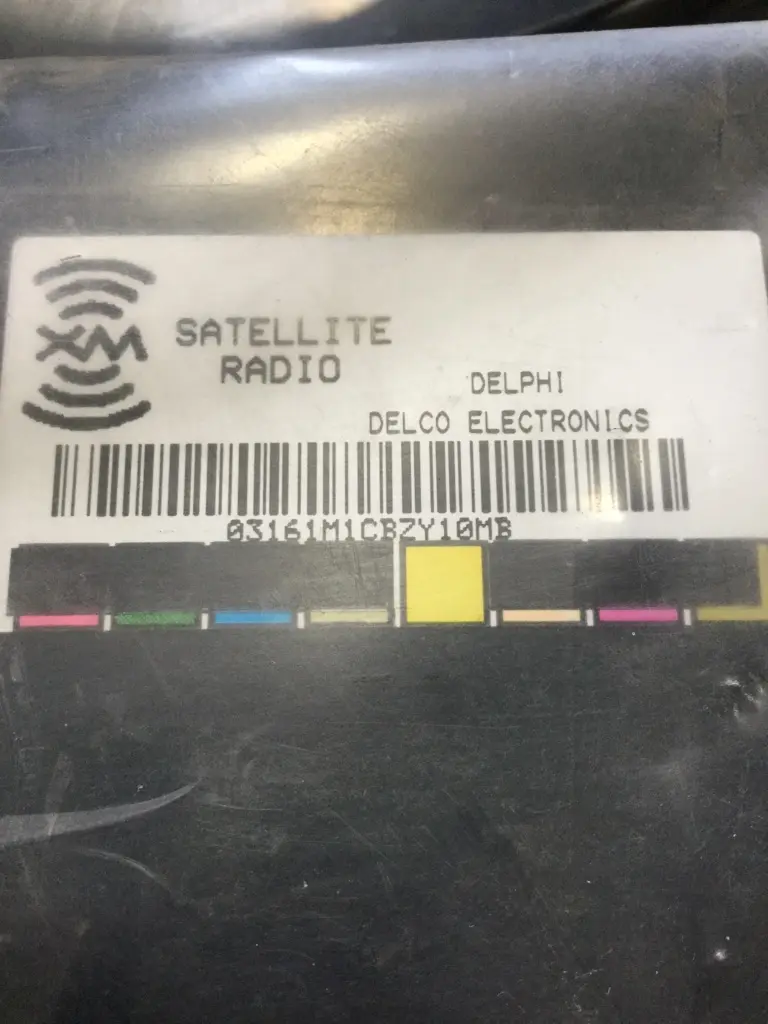 XM
SATELLITE
RADIO
DELPHI
DELCO ELECTRONICS
03161M1CBZY10MB